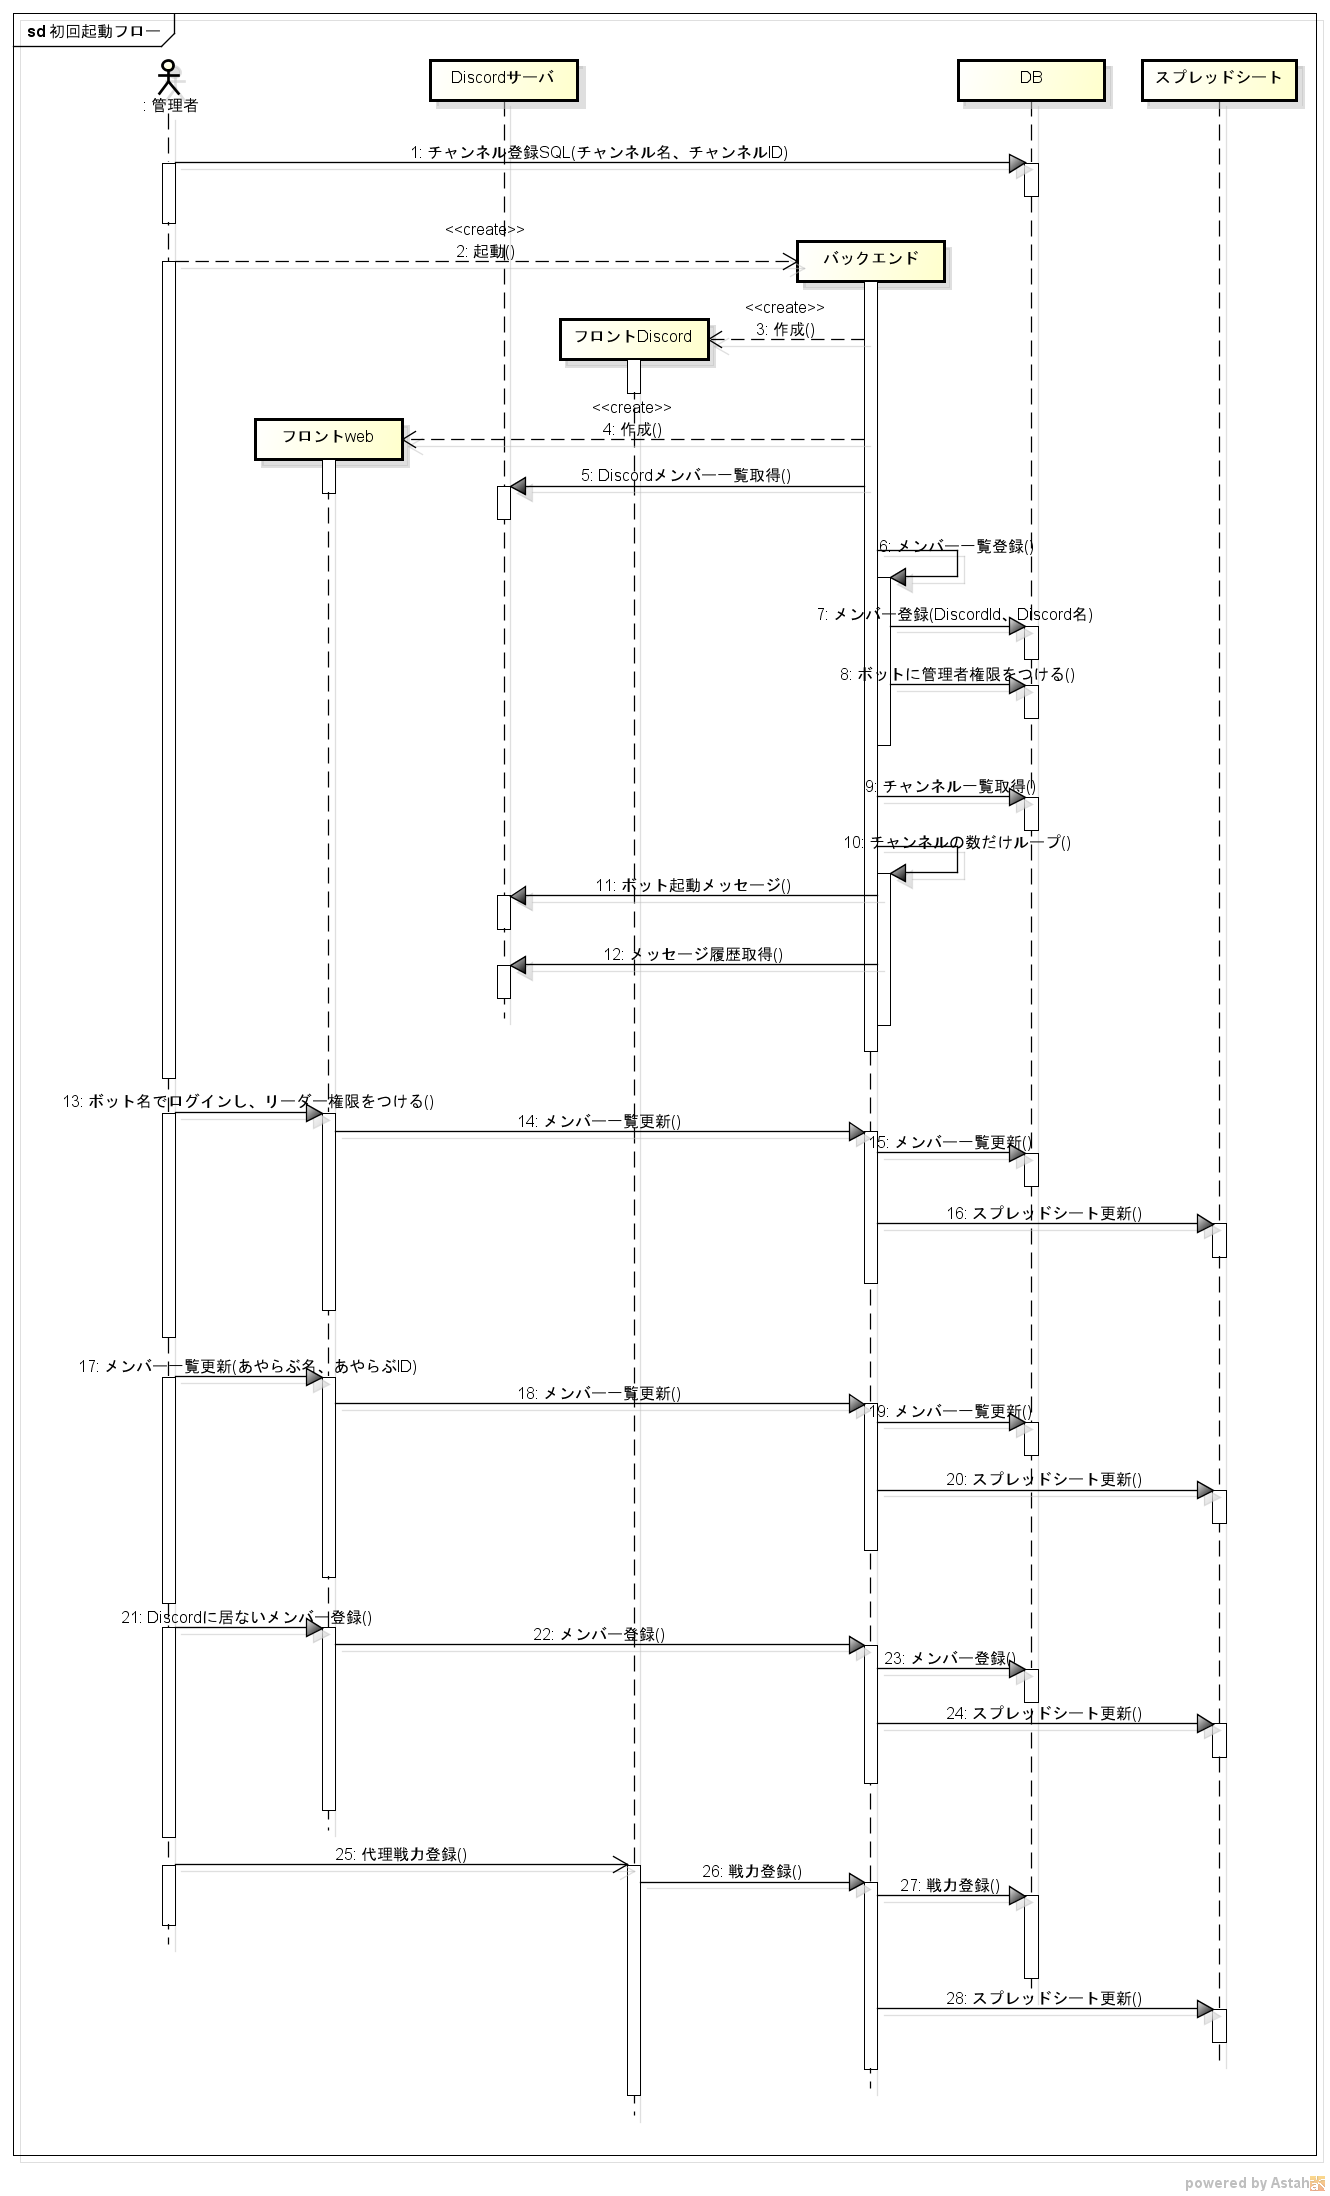 sd 初回起動フロー
: 管理者
Discordサーバ
DB
スプレッドシート
1: チャンネル登録SQL(チャンネル名、チャンネルID)
<<create>>
2: 起動()
バックエンド
<<create>>
3: 作成()
フロントDiscord
<<create>>
4: 作成()
フロントweb
5: Discordメンバー一覧取得()
6: メンバー一覧登録()
7: メンバー登録(DiscordId、Discord名)
8: ボットに管理者権限をつける()
9: チャンネル一覧取得()
10: チャンネルの数だけループ()
11: ボット起動メッセージ()
12: メッセージ履歴取得()
13: ボット名でログインし、リーダー権限をつける()
14: メンバー一覧更新()
15: メンバー一覧更新()
16: スプレッドシート更新()
17: メンバー一覧更新(あやらぶ名、あやらぶID)
18: メンバー一覧更新()
19: メンバー一覧更新()
20: スプレッドシート更新()
21: Discordに居ないメンバー登録()
22: メンバー登録()
23: メンバー登録()
24: スプレッドシート更新()
25: 代理戦力登録()
26: 戦力登録()
27: 戦力登録()
28: スプレッドシート更新()
powered by Astah